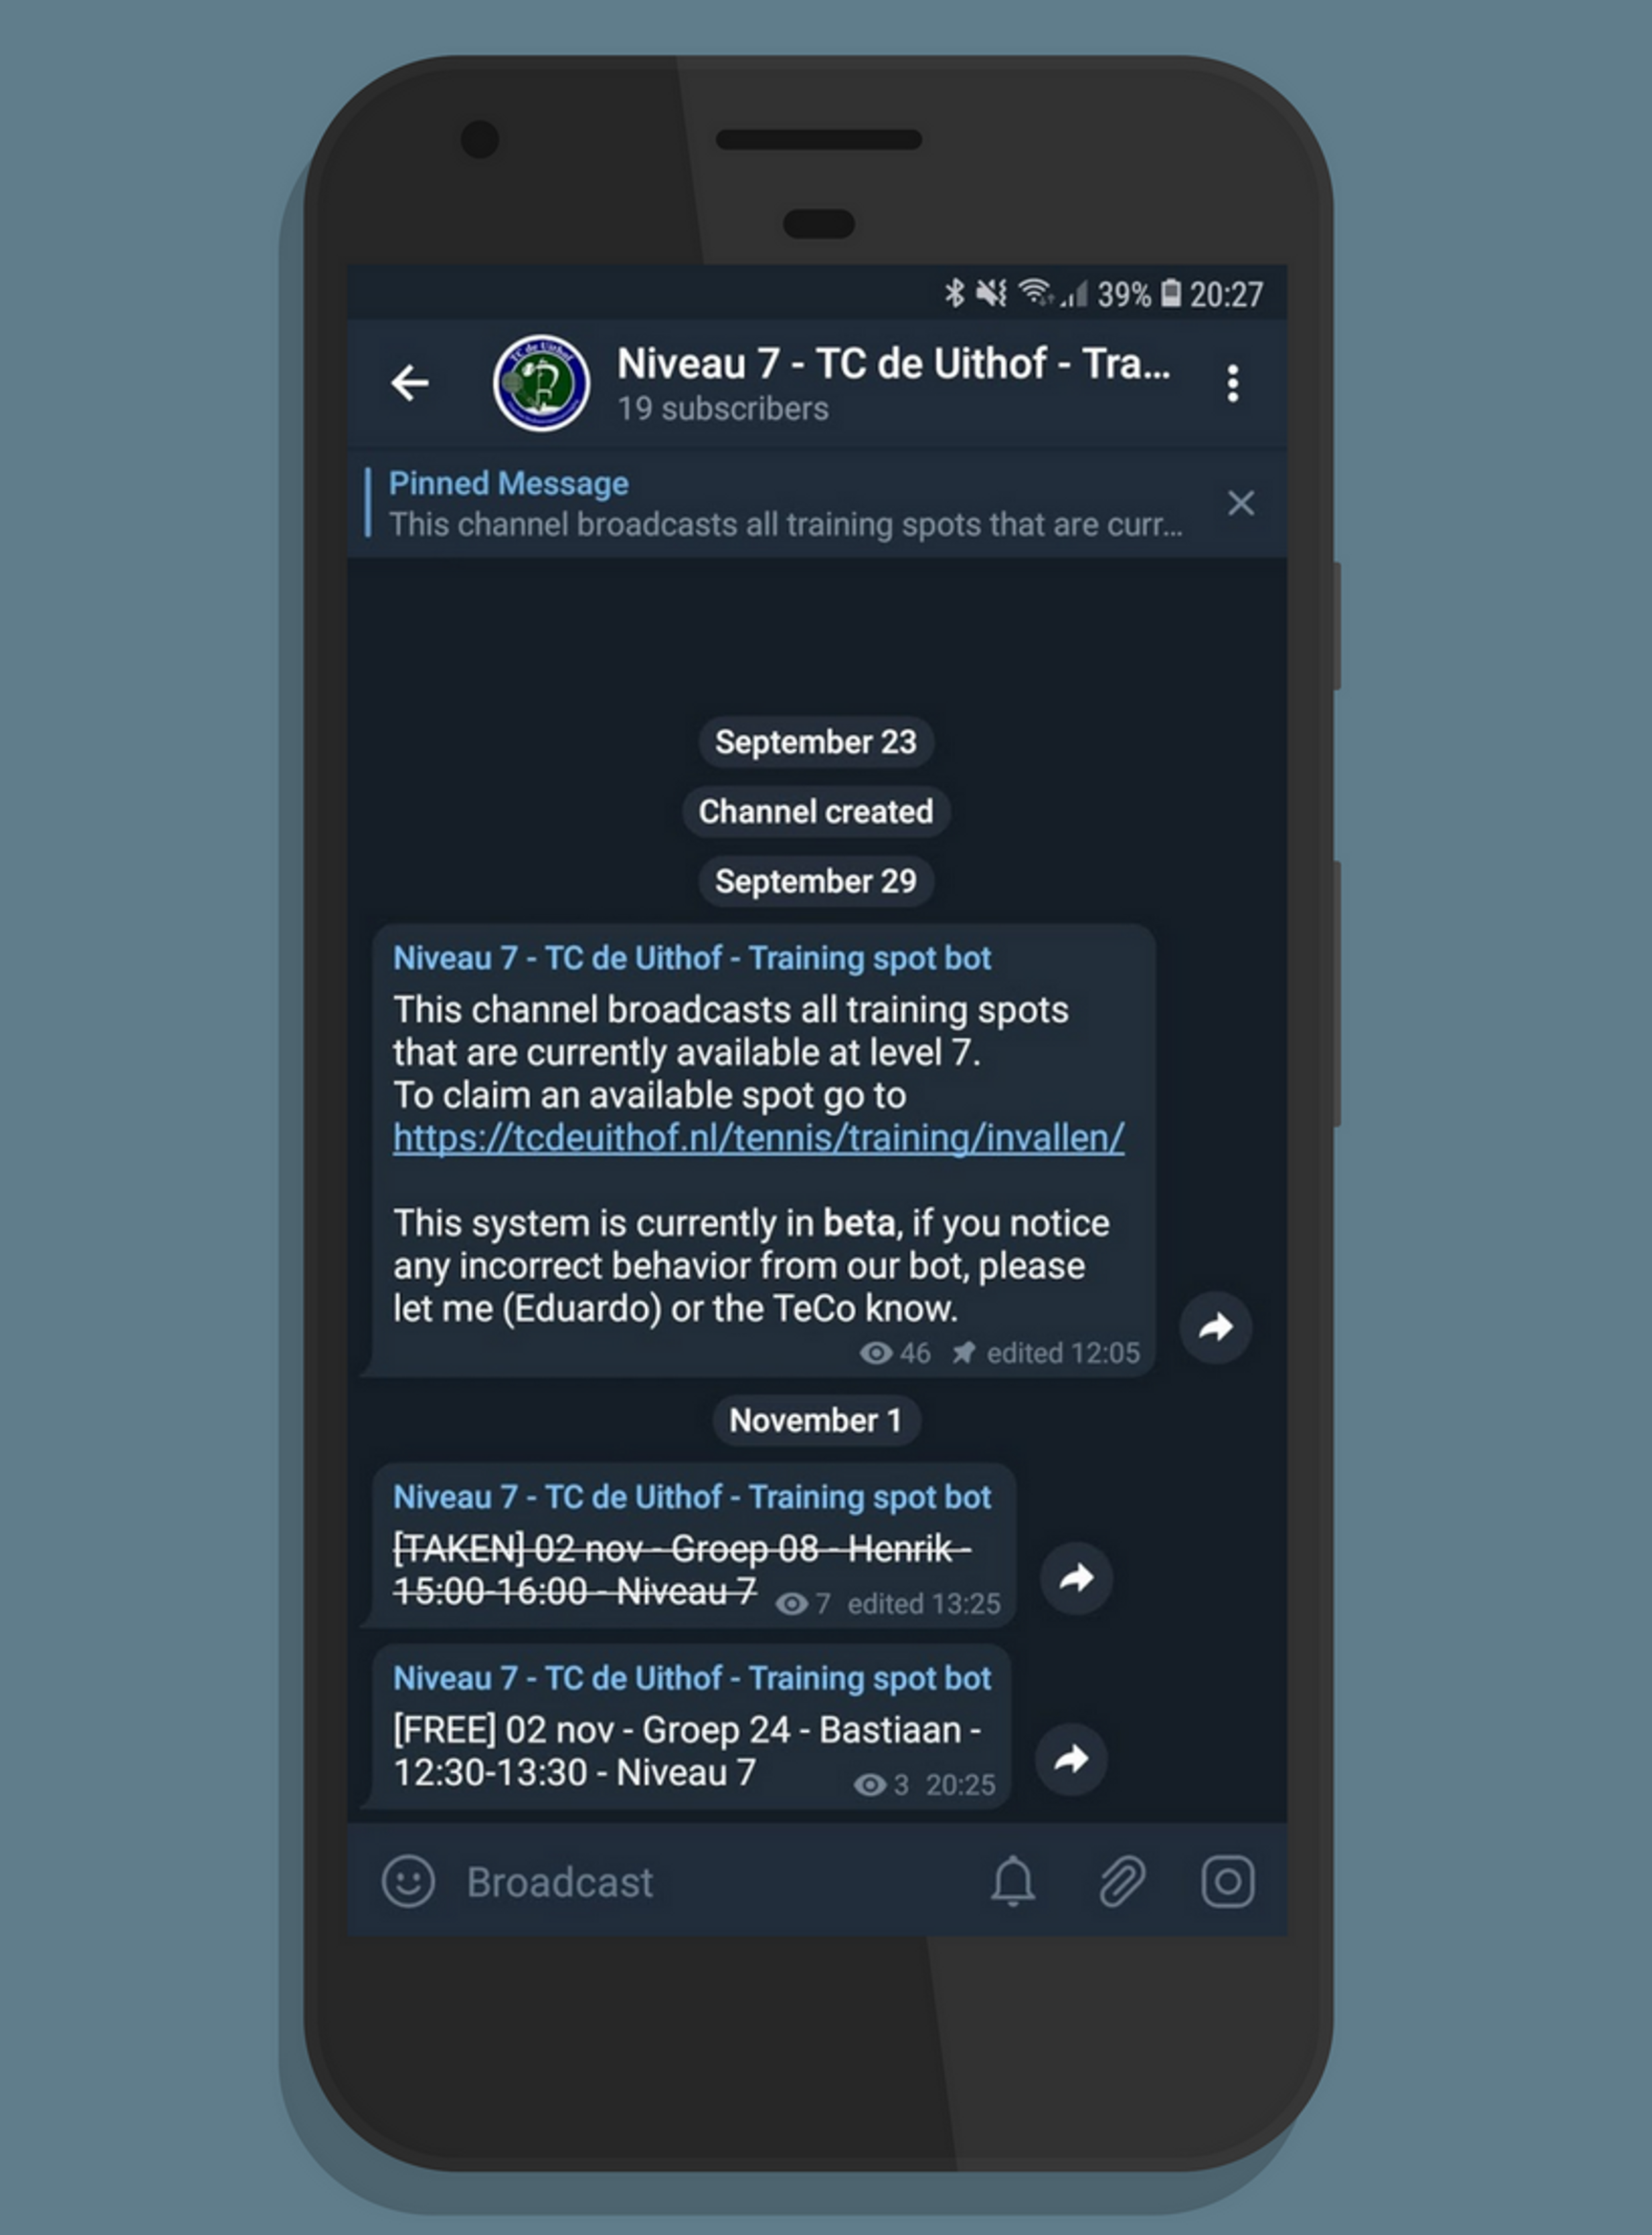 39% 20:27
Niveau 7 - TC de Uithof - Tra...
19 subscribers
Pinned Message
This channel broadcasts all training spots that are curr...
September 23
Channel created
September 29
Niveau 7 - TC de Uithof - Training spot bot
This channel broadcasts all training spots
that are currently available at level 7.
To claim an available spot go to
https://tcdeuithof.nl/tennis/training/invallen/
This system is currently in beta, if you notice
any incorrect behavior from our bot, please
let me (Eduardo) or the TeCo know.
46 edited 12:05
November 1
Niveau 7 - TC de Uithof - Training spot bot
[TAKEN] 02 nov - Groep 08 - Henrik -
15:00-16:00 - Niveau 7 7 edited 13:25
Niveau 7 - TC de Uithof - Training spot bot
[FREE] 02 nov - Groep 24 - Bastiaan -
12:30-13:30 - Niveau 7 3 20:25
Broadcast